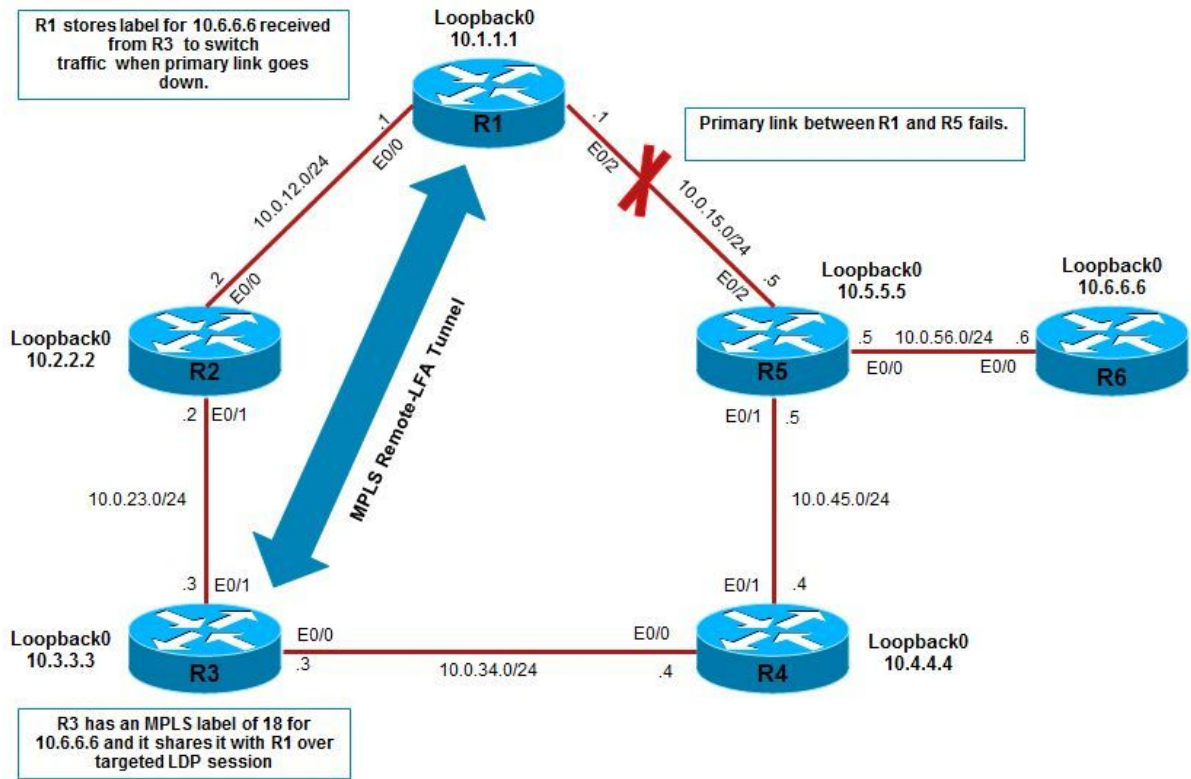 R1 stores label for 10.6.6.6 received
from R3 to switch
traffic when primary link goes
down.
Loopback0
10.1.1.1
R1
.1
E0/0
.1
E0/2
Primary link between R1 and R5 fails.
10.0.12.0/24
10.0.15.0/24
.2
E0/0
.5
E0/2
Loopback0
10.2.2.2
R2
MPLS Remote-LFA Tunnel
Loopback0
10.5.5.5
R5
Loopback0
10.6.6.6
R6
.5
10.0.56.0/24
.6
E0/0
E0/0
.2
E0/1
E0/1
.5
10.0.23.0/24
10.0.45.0/24
.3
E0/1
E0/1
.4
Loopback0
10.3.3.3
R3
E0/0
.3
10.0.34.0/24
E0/0
.4
R4
Loopback0
10.4.4.4
R3 has an MPLS label of 18 for
10.6.6.6 and it shares it with R1 over
targeted LDP session